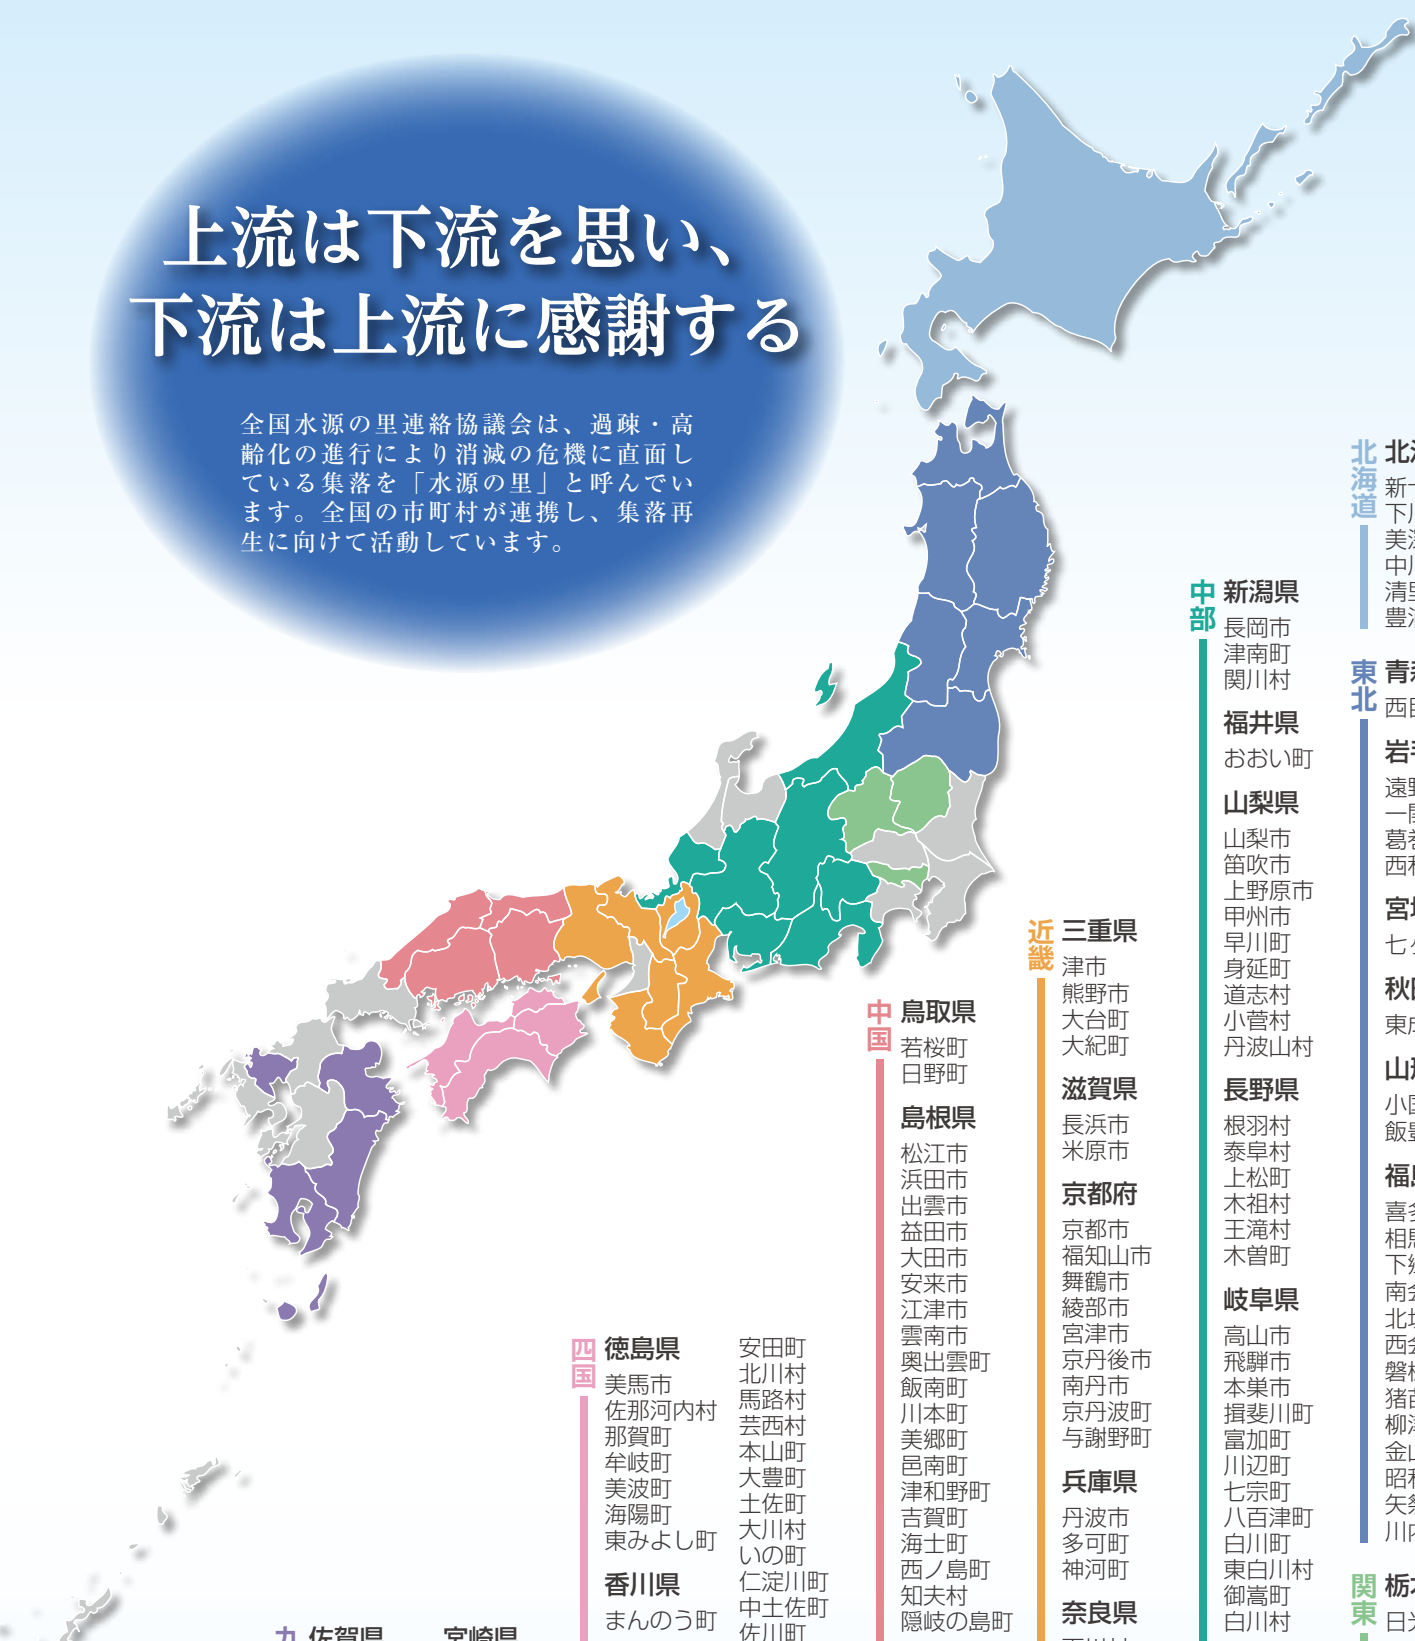 上流は下流を思い、
下流は上流に感謝する
全国水源の里連絡協議会は、過疎・高
齢化の進行により消滅の危機に直面し
ている集落を「水源の里」と呼んでい
ます。全国の市町村が連携し、集落再
生に向けて活動しています。
北海道
東北
関東
中部
新潟県
長岡市
津南町
関川村
福井県
おおい町
山梨県
山梨市
笛吹市
上野原市
甲州市
早川町
身延町
道志村
小菅村
丹波山村
長野県
根羽村
泰阜村
上松町
木祖村
王滝村
木曽町
岐阜県
高山市
飛騨市
本巣市
揖斐川町
富加町
川辺町
七宗町
八百津町
白川町
東白川村
御嵩町
白川村
近畿
三重県
津市
熊野市
大台町
大紀町
滋賀県
長浜市
米原市
京都府
京都市
福知山市
舞鶴市
綾部市
宮津市
京丹後市
南丹市
京丹波町
与謝野町
兵庫県
丹波市
多可町
神河町
奈良県
中国
鳥取県
若桜町
日野町
島根県
松江市
浜田市
出雲市
益田市
大田市
安来市
江津市
雲南市
奥出雲町
飯南町
川本町
美郷町
邑南町
津和野町
吉賀町
海士町
西ノ島町
知夫村
隠岐の島町
四国
徳島県
美馬市
佐那河内村
那賀町
牟岐町
美波町
海陽町
東みよし町
香川県
まんのう町
安田町
北川村
馬路村
芸西村
本山町
大豊町
土佐町
大川村
いの町
仁淀川町
中土佐町
佐川町
九
佐賀県
宮崎県